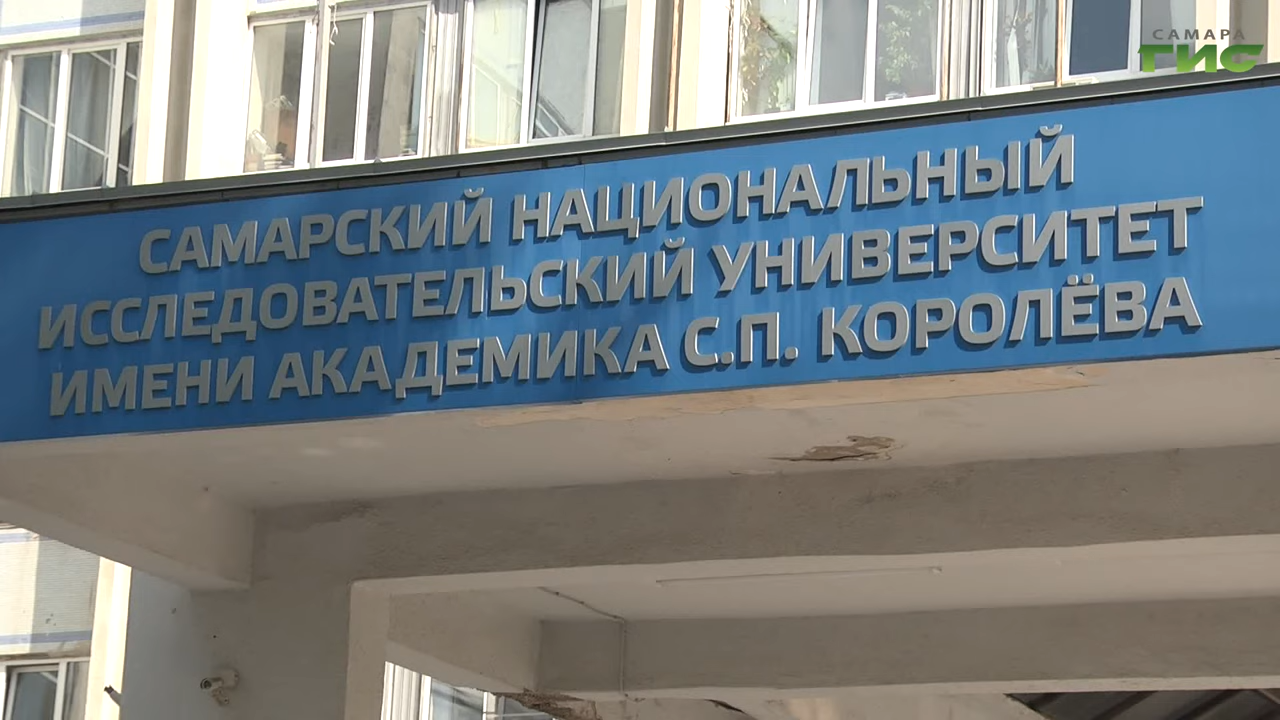 САМАРА
ГИС
САМАРСКИЙ НАЦИОНАЛЬНЫЙ
ИССЛЕДОВАТЕЛЬСКИЙ УНИВЕРСИТЕТ
ИМЕНИ АКАДЕМИКА С.П. КОРОЛЁВА